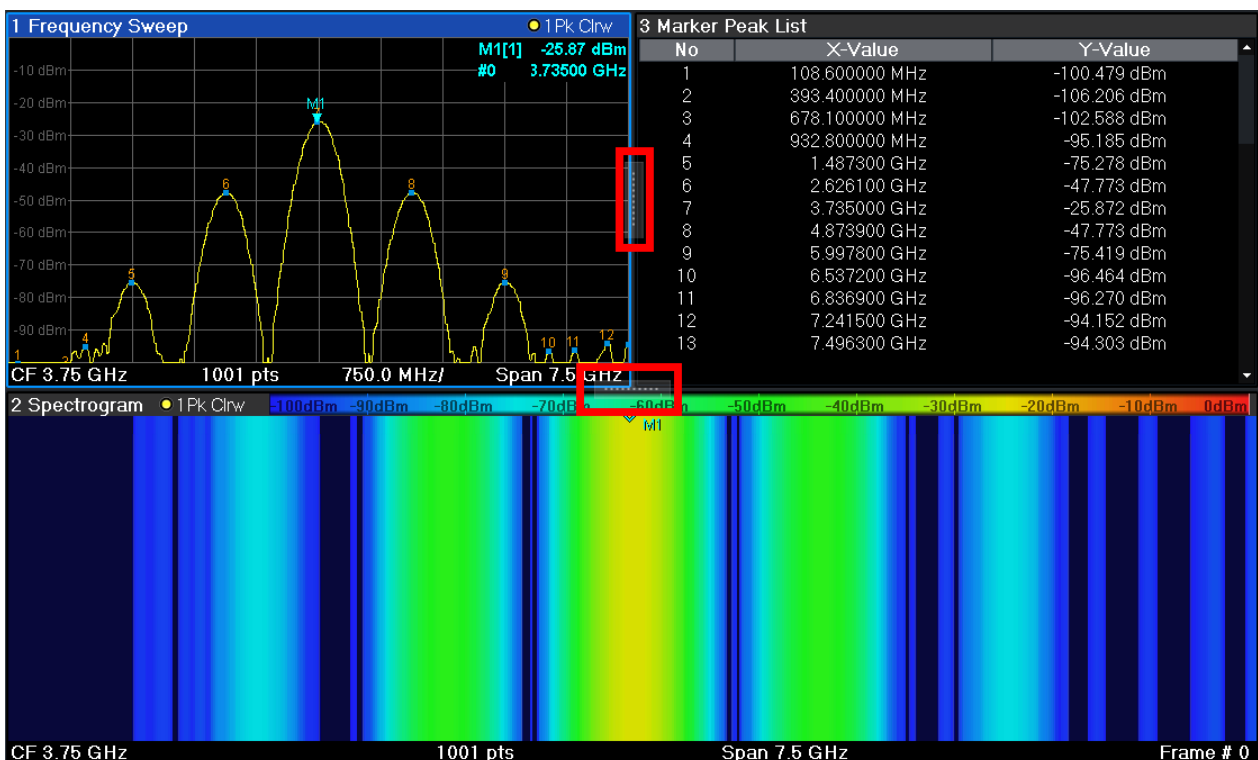 1 Frequency Sweep 1Pk Clrw
M1[1] -25.87 dBm
#0 3.73500 GHz
-10 dBm
-20 dBm
M1
-30 dBm
-40 dBm
6 8
-50 dBm
-60 dBm
-70 dBm
5 9
-80 dBm
-90 dBm
4 10 11 12
1
CF 3.75 GHz 1001 pts 750.0 MHz/ Span 7.5 GHz
3 Marker Peak List
No X-Value Y-Value
1 108.600000 MHz -100.479 dBm
2 393.400000 MHz -106.206 dBm
3 678.100000 MHz -102.588 dBm
4 932.800000 MHz -95.185 dBm
5 1.487300 GHz -75.278 dBm
6 2.626100 GHz -47.773 dBm
7 3.735000 GHz -25.872 dBm
8 4.873900 GHz -47.773 dBm
9 5.997800 GHz -75.419 dBm
10 6.537200 GHz -96.464 dBm
11 6.836900 GHz -96.270 dBm
12 7.241500 GHz -94.152 dBm
13 7.496300 GHz -94.303 dBm
2 Spectrogram 1Pk Clrw -100dBm -90dBm -80dBm -70dBm -60dBm -50dBm -40dBm -30dBm -20dBm -10dBm 0dBm
M1
CF 3.75 GHz 1001 pts Span 7.5 GHz Frame # 0